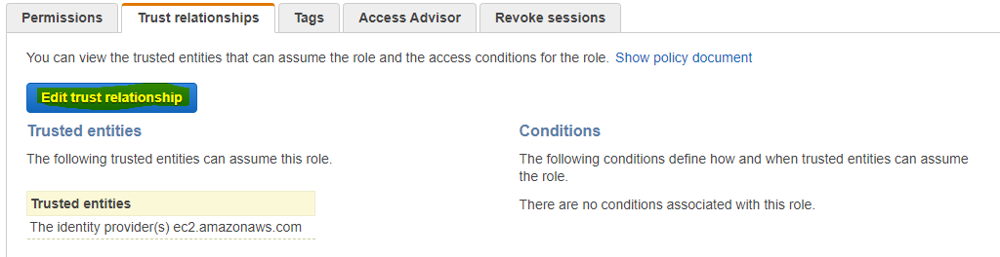 Permissions Trust relationships Tags Access Advisor Revoke sessions
You can view the trusted entities that can assume the role and the access conditions for the role. Show policy document
Edit trust relationship
Trusted entities
The following trusted entities can assume this role.
Trusted entities
The identity provider(s) ec2.amazonaws.com
Conditions
The following conditions define how and when trusted entities can assume
the role.
There are no conditions associated with this role.